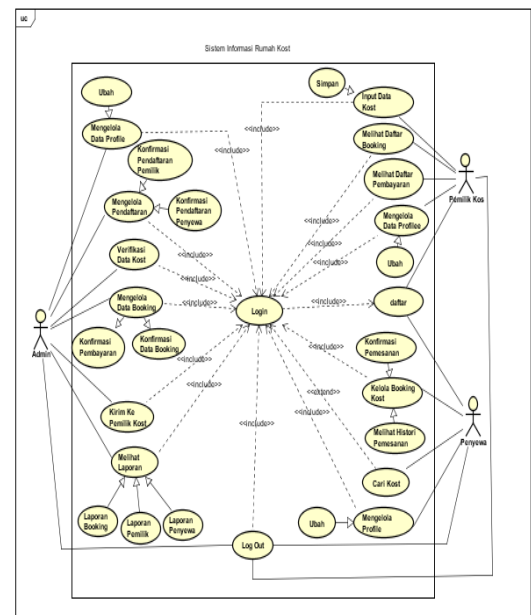 uc
Sistem Informasi Rumah Kost
Ubah
Mengelola
Data Profile
Konfirmasi
Pendaftaran
Pemilik
Mengelola
Pendaftaran
Konfirmasi
Pendaftaran
Penyewa
Verifikasi
Data Kost
Mengelola
Data Booking
Konfirmasi
Pembayaran
Konfirmasi
Data Booking
Admin
Kirim Ke
Pemilik Kost
Melihat
Laporan
Laporan
Booking
Laporan
Pemilik
Laporan
Penyewa
Login
Log Out
Simpan
Input Data
Kost
Melihat Daftar
Booking
Melihat Daftar
Pembayaran
Mengelola
Data Profilee
Ubah
daftar
Pemilik Kos
Konfirmasi
Pemesanan
Kelola Booking
Kost
Melihat Histori
Pemesanan
Penyewa
Cari Kost
Ubah
Mengelola
Profile
<<include>>
<<include>>
<<include>>
<<include>>
<<include>>
<<include>>
<<include>>
<<include>>
<<include>>
<<include>>
<<include>>
<<include>>
<<include>>
<<extend>>
<<include>>
<<include>>